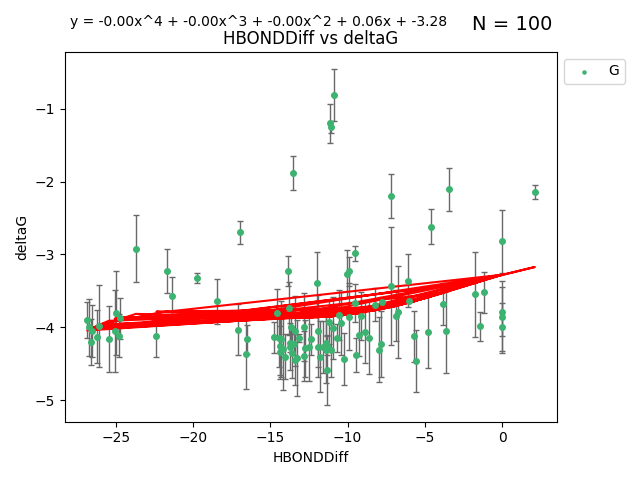 y = -0.00x^4 + -0.00x^3 + -0.00x^2 + 0.06x + -3.28
N = 100
HBONDDiff vs deltaG
G
deltaG
−1
−2
−3
−4
−5
−25 −20 −15 −10 −5 0
HBONDDiff